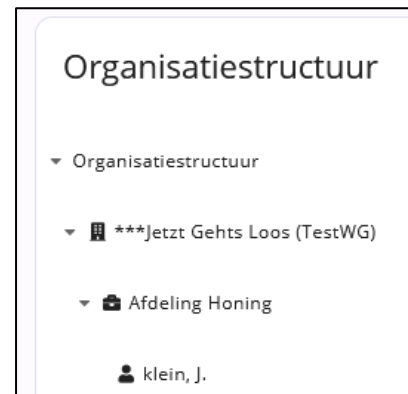 Organisatiestructuur
Organisatiestructuur
***Jetzt Gehts Loos (TestWG)
Afdeling Honing
klein, J.